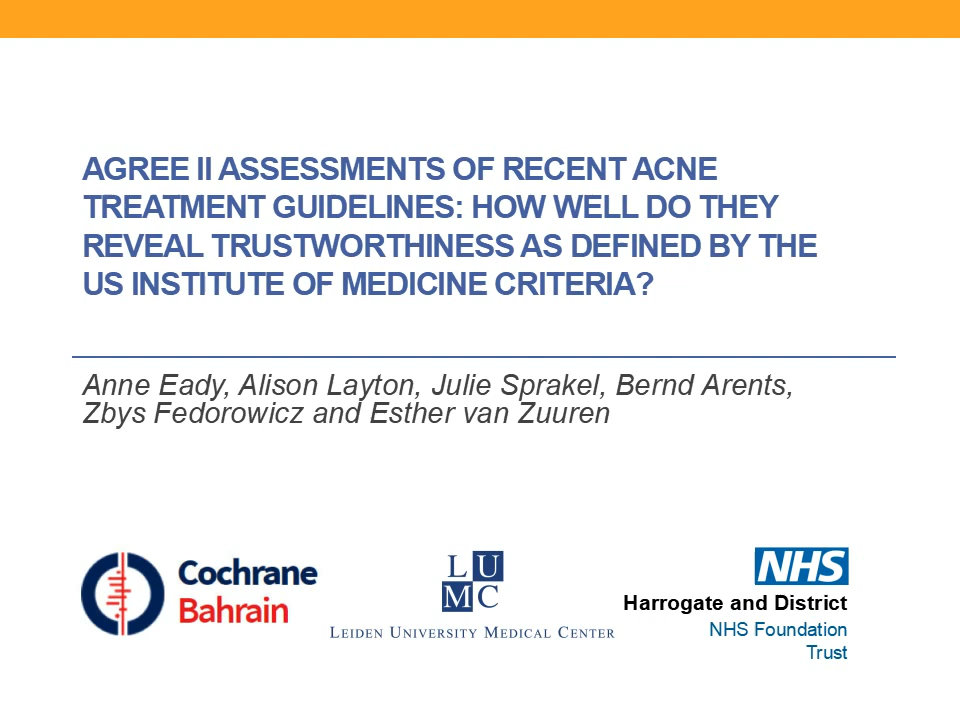 AGREE II ASSESSMENTS OF RECENT ACNE
TREATMENT GUIDELINES: HOW WELL DO THEY
REVEAL TRUSTWORTHINESS AS DEFINED BY THE
US INSTITUTE OF MEDICINE CRITERIA?
Anne Eady, Alison Layton, Julie Sprakel, Bernd Arents,
Zbys Fedorowicz and Esther van Zuuren
Cochrane
Bahrain
L U
M C
LEIDEN UNIVERSITY MEDICAL CENTER
NHS
Harrogate and District
NHS Foundation
Trust